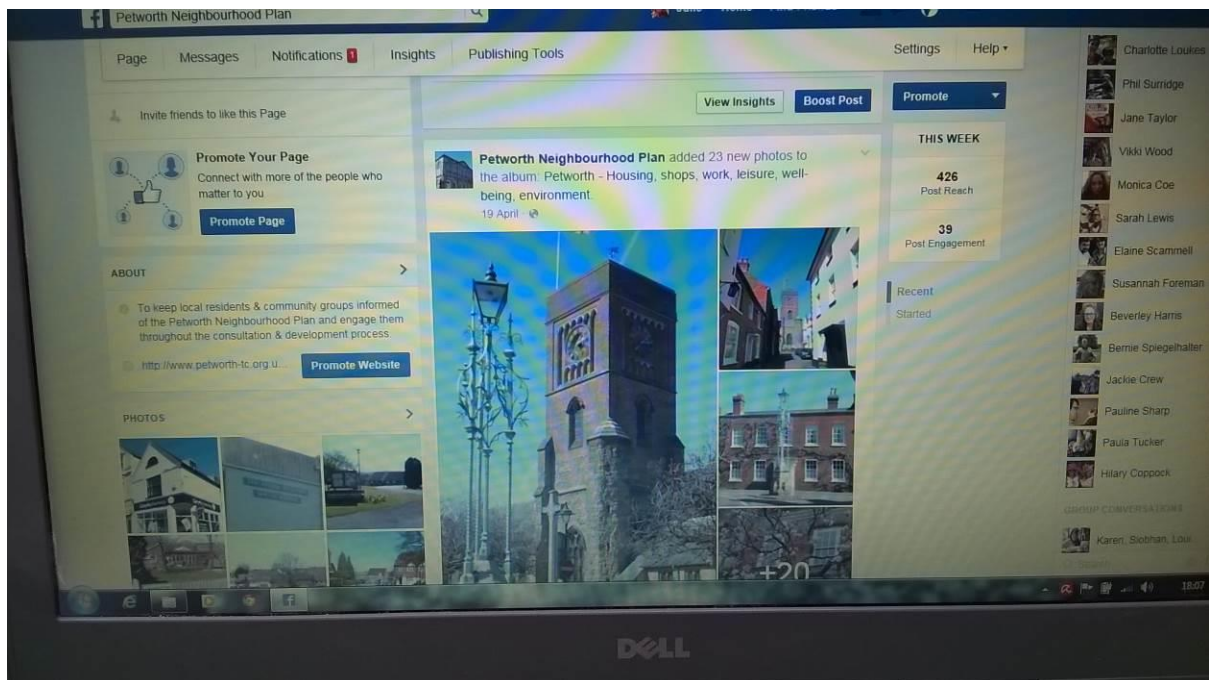 Petworth Neighbourhood Plan
Julie Home
Page Messages Notifications 1 Insights Publishing Tools Settings Help
Invite friends to like this Page
Promote Your Page
Connect with more of the people who
matter to you
Promote Page
ABOUT
To keep local residents & community groups informed
of the Petworth Neighbourhood Plan and engage them
throughout the consultation & development process
http://www.petworth-tc.org.u...
Promote Website
PHOTOS
View Insights Boost Post
Petworth Neighbourhood Plan added 23 new photos to
the album: Petworth - Housing, shops, work, leisure, well-
being, environment.
19 April
+20
Promote
THIS WEEK
426
Post Reach
39
Post Engagement
Recent
Started
Charlotte Loukes
Phil Surridge
Jane Taylor
Vikki Wood
Monica Coe
Sarah Lewis
Elaine Scammell
Susannah Foreman
Beverley Harris
Bernie Spiegelhalter
Jackie Crew
Pauline Sharp
Paula Tucker
Hilary Coppock
GROUP CONVERSATIONS
Karen, Siobhan, Loui
18:07
DELL